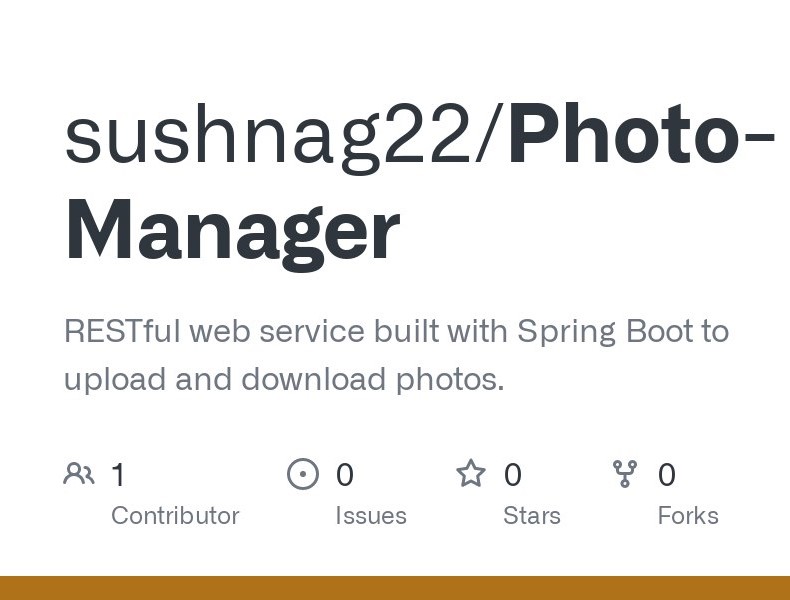 sushnag22/Photo-
Manager
RESTful web service built with Spring Boot to
upload and download photos.
1 0 0 0
Contributor Issues Stars Forks